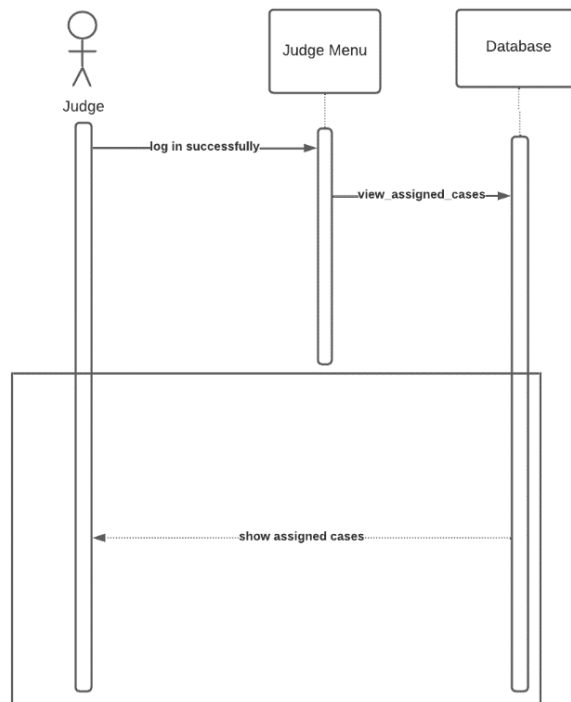 Judge Menu
Database
Judge
log in successfully
view_assigned_cases
show assigned cases